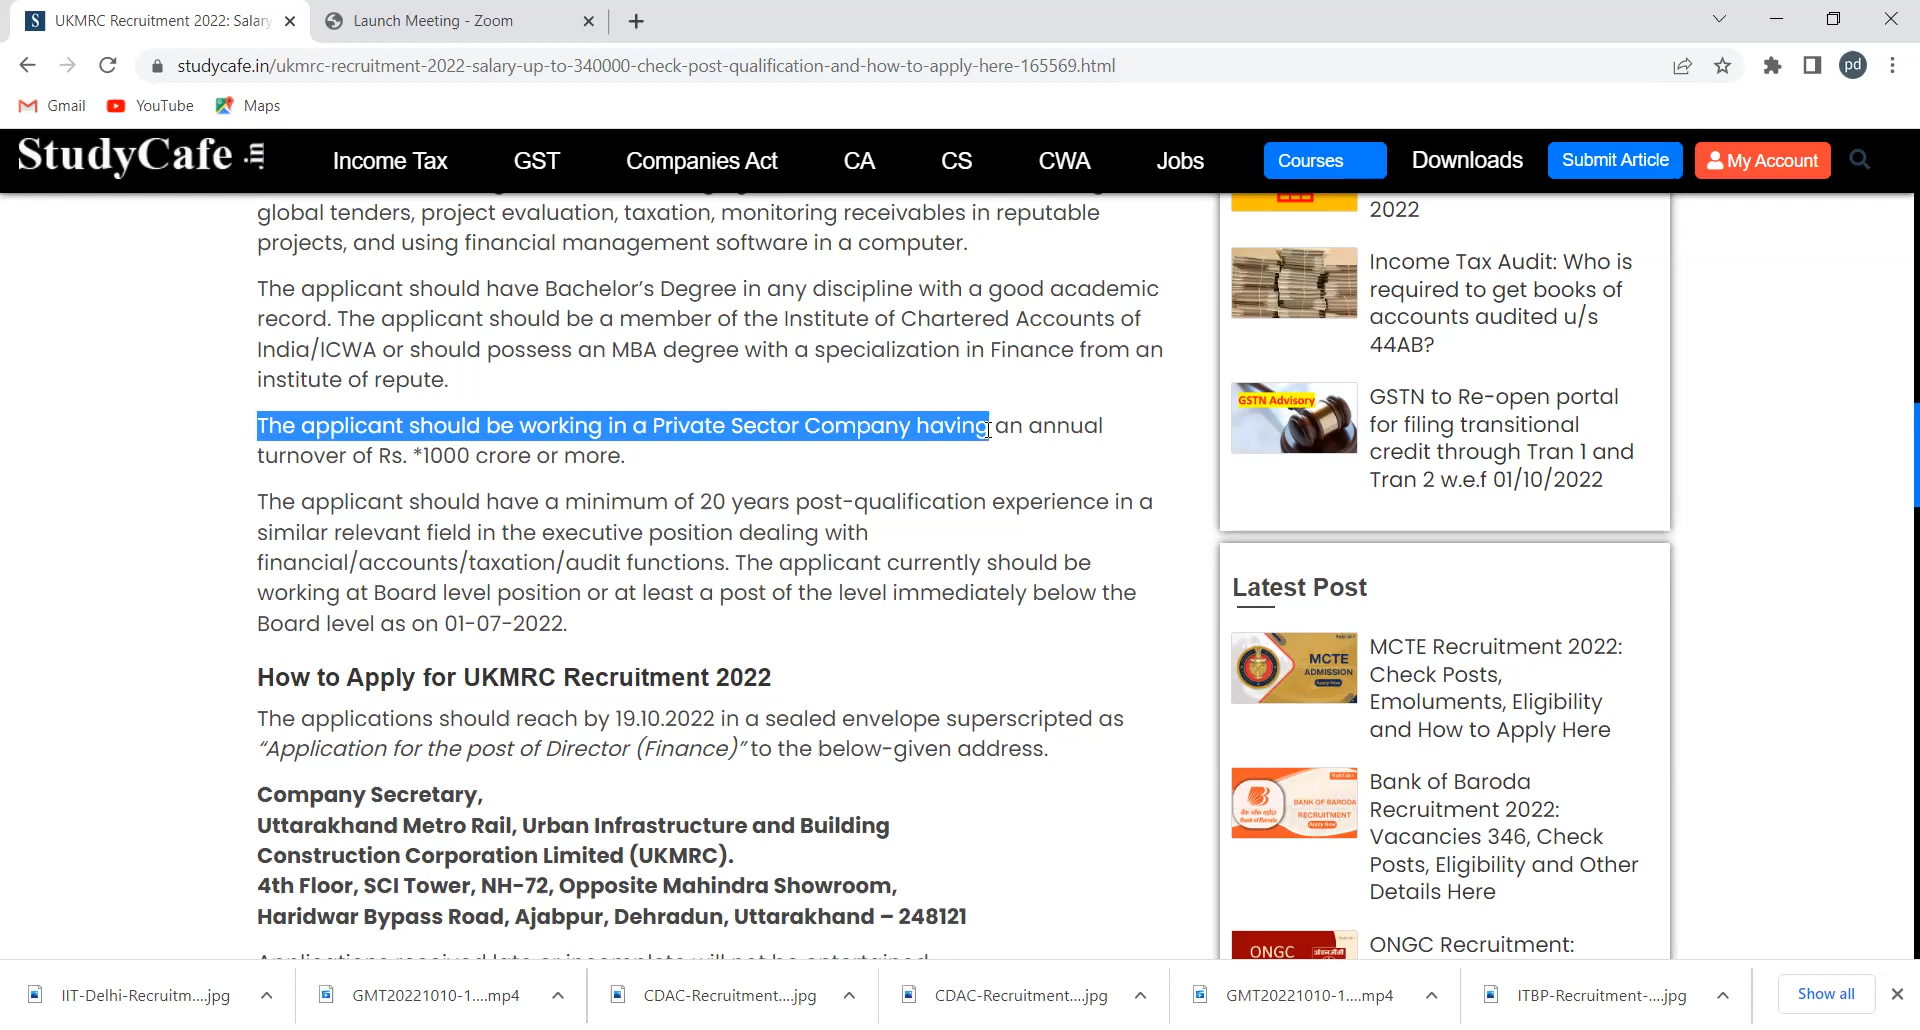 UKMRC Recruitment 2022: Salary
Launch Meeting - Zoom
studycafe.in/ukmrc-recruitment-2022-salary-up-to-340000-check-post-qualification-and-how-to-apply-here-165569.html
pd
Gmail
YouTube
Maps
StudyCafe .in
Income Tax
GST
Companies Act
CA
CS
CWA
Jobs
Courses
Downloads
Submit Article
My Account
global tenders, project evaluation, taxation, monitoring receivables in reputable
projects, and using financial management software in a computer.
The applicant should have Bachelor's Degree in any discipline with a good academic
record. The applicant should be a member of the Institute of Chartered Accounts of
India/ICWA or should possess an MBA degree with a specialization in Finance from an
institute of repute.
The applicant should be working in a Private Sector Company having an annual
turnover of Rs. *1000 crore or more.
The applicant should have a minimum of 20 years post-qualification experience in a
similar relevant field in the executive position dealing with
financial/accounts/taxation/audit functions. The applicant currently should be
working at Board level position or at least a post of the level immediately below the
Board level as on 01-07-2022.
How to Apply for UKMRC Recruitment 2022
The applications should reach by 19.10.2022 in a sealed envelope superscripted as
“Application for the post of Director (Finance)” to the below-given address.
Company Secretary,
Uttarakhand Metro Rail, Urban Infrastructure and Building
Construction Corporation Limited (UKMRC).
4th Floor, SCI Tower, NH-72, Opposite Mahindra Showroom,
Haridwar Bypass Road, Ajabpur, Dehradun, Uttarakhand – 248121
Applications received late or incomplete will not be entertained
2022
Income Tax Audit: Who is
required to get books of
accounts audited u/s
44AB?
GSTN Advisory
GSTN to Re-open portal
for filing transitional
credit through Tran 1 and
Tran 2 w.e.f 01/10/2022
Latest Post
MCTE
ADMISSION
Apply Now
MCTE Recruitment 2022:
Check Posts,
Emoluments, Eligibility
and How to Apply Here
BANK OF BARODA
RECRUITMENT
Apply Now
Bank of Baroda
Bank of Baroda
Recruitment 2022:
Vacancies 346, Check
Posts, Eligibility and Other
Details Here
ONGC
ONGC Recruitment:
IIT-Delhi-Recruitm....jpg
GMT20221010-1....mp4
CDAC-Recruitment....jpg
CDAC-Recruitment....jpg
GMT20221010-1....mp4
ITBP-Recruitment-....jpg
Show all